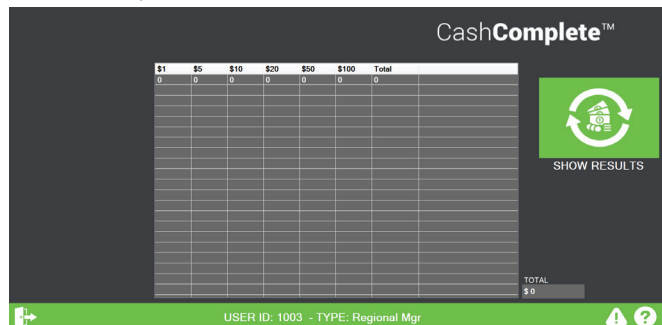 CashComplete™
$1 $5 $10 $20 $50 $100 Total
0 0 0 0 0 0 0
SHOW RESULTS
TOTAL
$ 0
USER ID: 1003 - TYPE: Regional Mgr
?